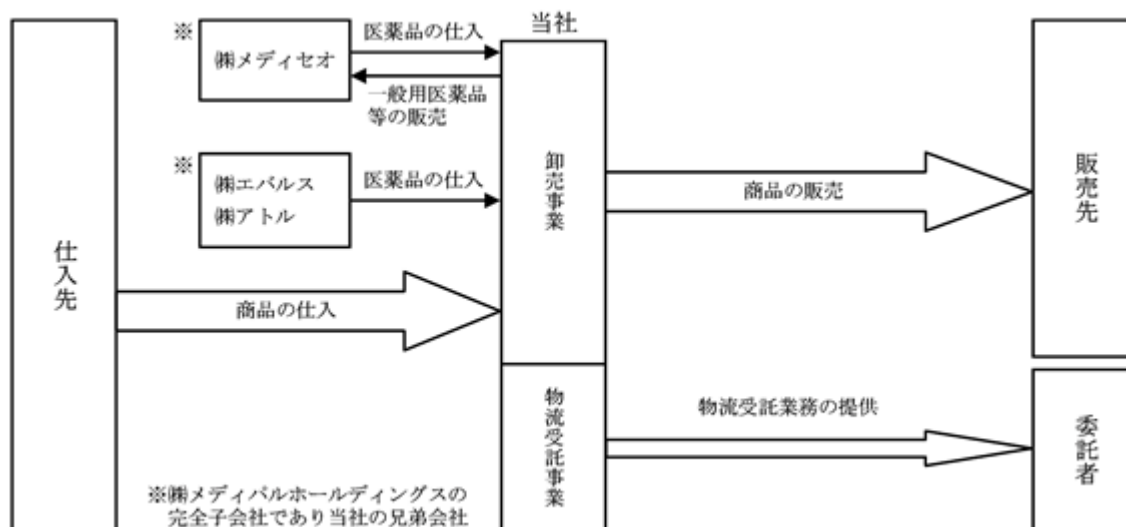 当社
※
㈱メディセオ
医薬品の仕入
一般用医薬品
等の販売
※
㈱エバルス
㈱アトル
医薬品の仕入
仕入先
商品の仕入
卸売事業
商品の販売
販売先
物流受託事業
物流受託業務の提供
委託者
※㈱メディパルホールディングスの
完全子会社であり当社の兄弟会社